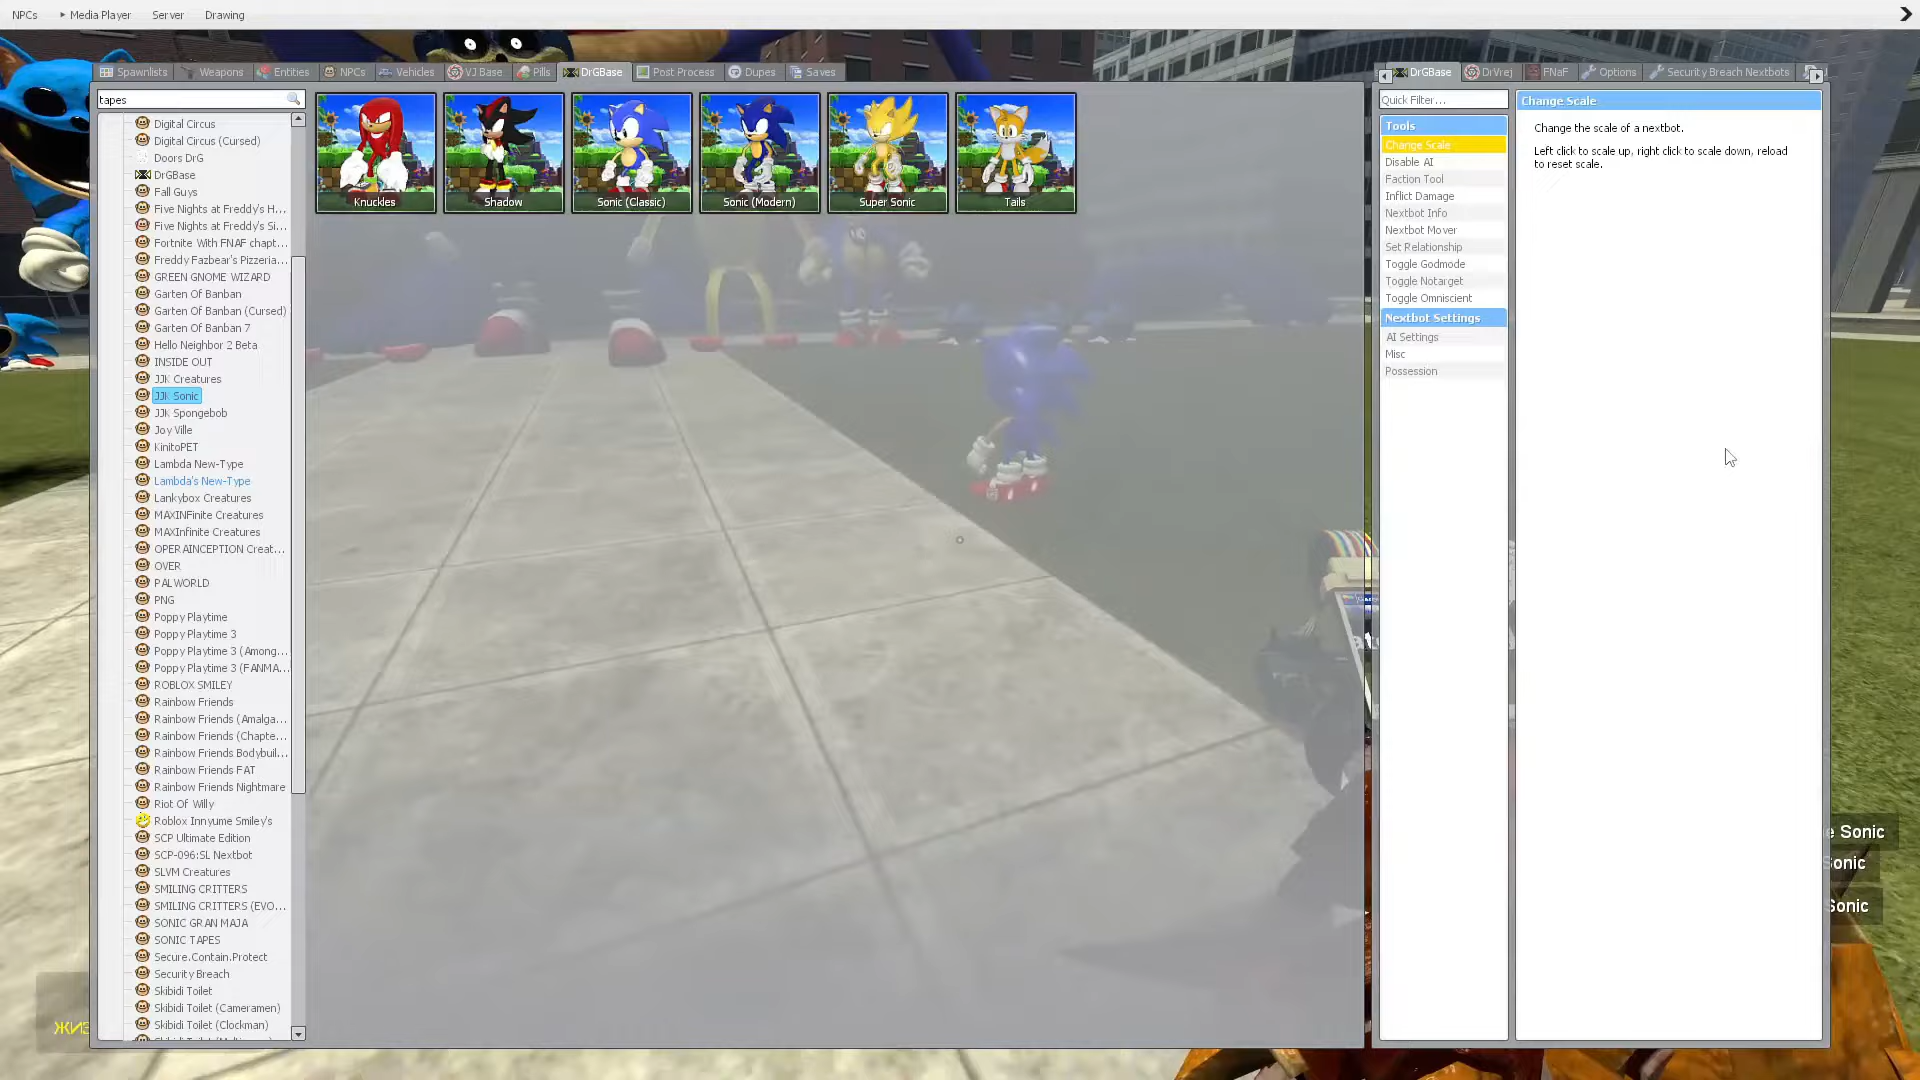 NPCs Media Player Server Drawing
Spawnlists Weapons Entities NPCs Vehicles VJ Base Pills DrGBase Post Process Dupes Saves
DrGBase DrVrej FNaF Options Security Breach Nextbots
tapes
Digital Circus
Digital Circus (Cursed)
Doors DrG
DrGBase
Fall Guys
Five Nights at Freddy's H...
Five Nights at Freddy's Si...
Fortnite With FNAF chapt...
Freddy Fazbear's Pizzeria...
GREEN GNOME WIZARD
Garten Of Banban
Garten Of Banban (Cursed)
Garten Of Banban 7
Hello Neighbor 2 Beta
INSIDE OUT
JJK Creatures
JJK Sonic
JJK Spongebob
Joy Ville
KinitoPET
Lambda New-Type
Lambda's New-Type
Lankybox Creatures
MAXINFinite Creatures
MAXInfinite Creatures
OPERAINCEPTION Creat...
OVER
PALWORLD
PNG
Poppy Playtime
Poppy Playtime 3
Poppy Playtime 3 (Among...
Poppy Playtime 3 (FANMA...
ROBLOX SMILEY
Rainbow Friends
Rainbow Friends (Amalga...
Rainbow Friends (Chapte...
Rainbow Friends Bodybuil...
Rainbow Friends FAT
Rainbow Friends Nightmare
Riot Of Willy
Roblox Innyume Smiley's
SCP Ultimate Edition
SCP-096:SL Nextbot
SLVM Creatures
SMILING CRITTERS
SMILING CRITTERS (EVO...
SONIC GRAN MAJA
SONIC TAPES
Secure.Contain.Protect
Security Breach
Skibidi Toilet
Skibidi Toilet (Cameramen)
Skibidi Toilet (Clockman)
Knuckles
Shadow
Sonic (Classic)
Sonic (Modern)
Super Sonic
Tails
Quick Filter...
Tools
Change Scale
Disable AI
Faction Tool
Inflict Damage
Nextbot Info
Nextbot Mover
Set Relationship
Toggle Godmode
Toggle Notarget
Toggle Omniscient
Nextbot Settings
AI Settings
Misc
Possession
Change Scale
Change the scale of a nextbot.
Left click to scale up, right click to scale down, reload
to reset scale.
e Sonic
Sonic
Sonic
ЖИЗ